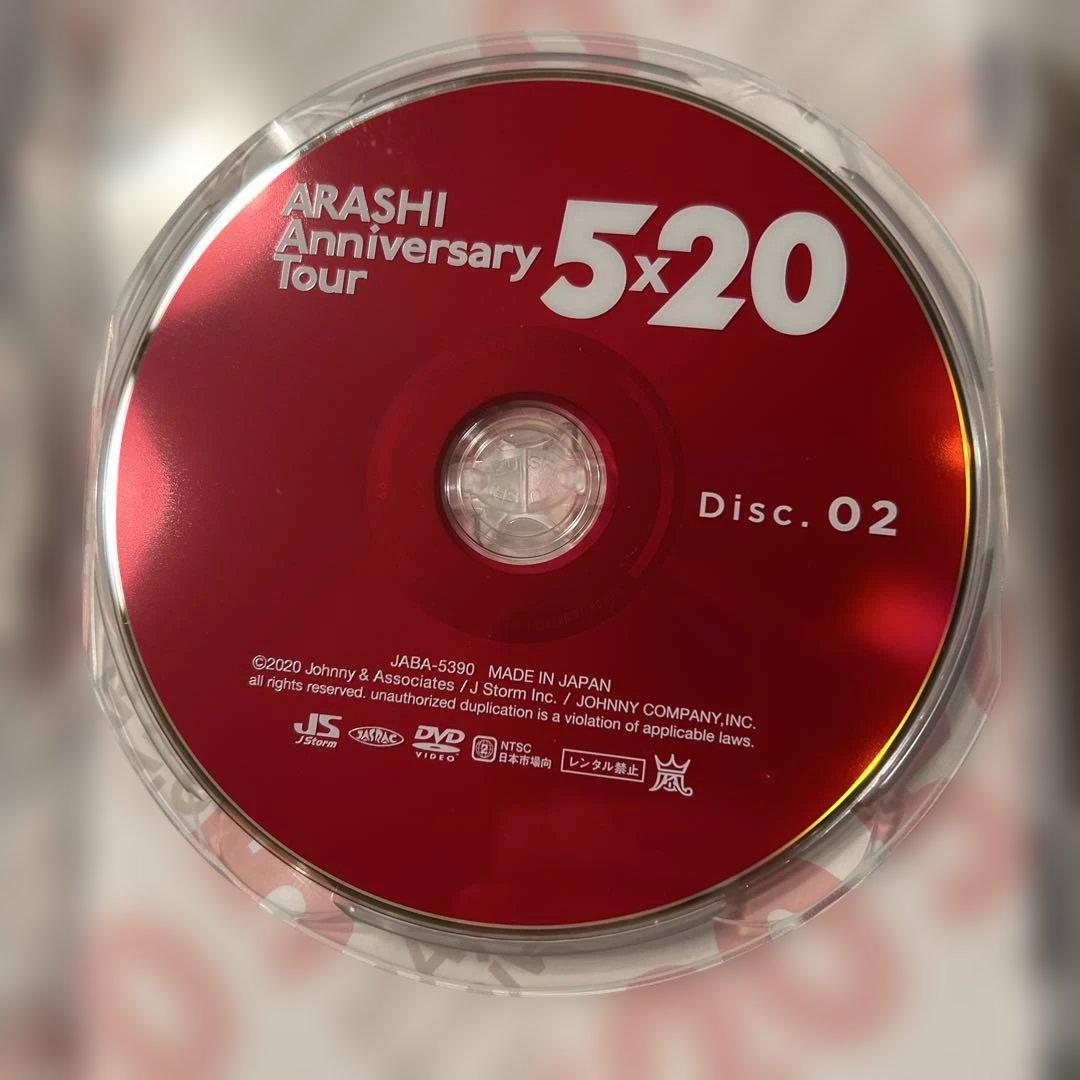 ARASHI
Anniversary
Tour
5x20
Disc. 02
JABA-5390 MADE IN JAPAN
©2020 Johnny & Associates / J Storm Inc. / JOHNNY COMPANY,INC.
all rights reserved. unauthorized duplication is a violation of applicable laws.
JS
J Storm
JASRAC
DVD
VIDEO
2
NTSC
日本市場向
レンタル禁止
嵐